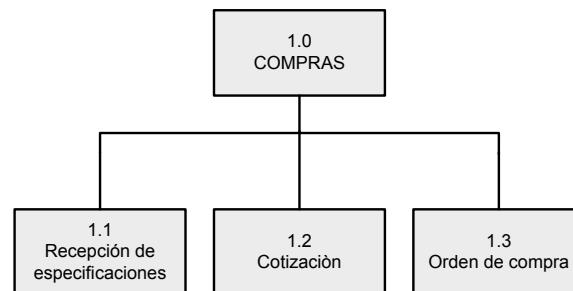 1.0
COMPRAS
1.1
Recepción de
especificaciones
1.2
Cotizaciòn
1.3
Orden de compra